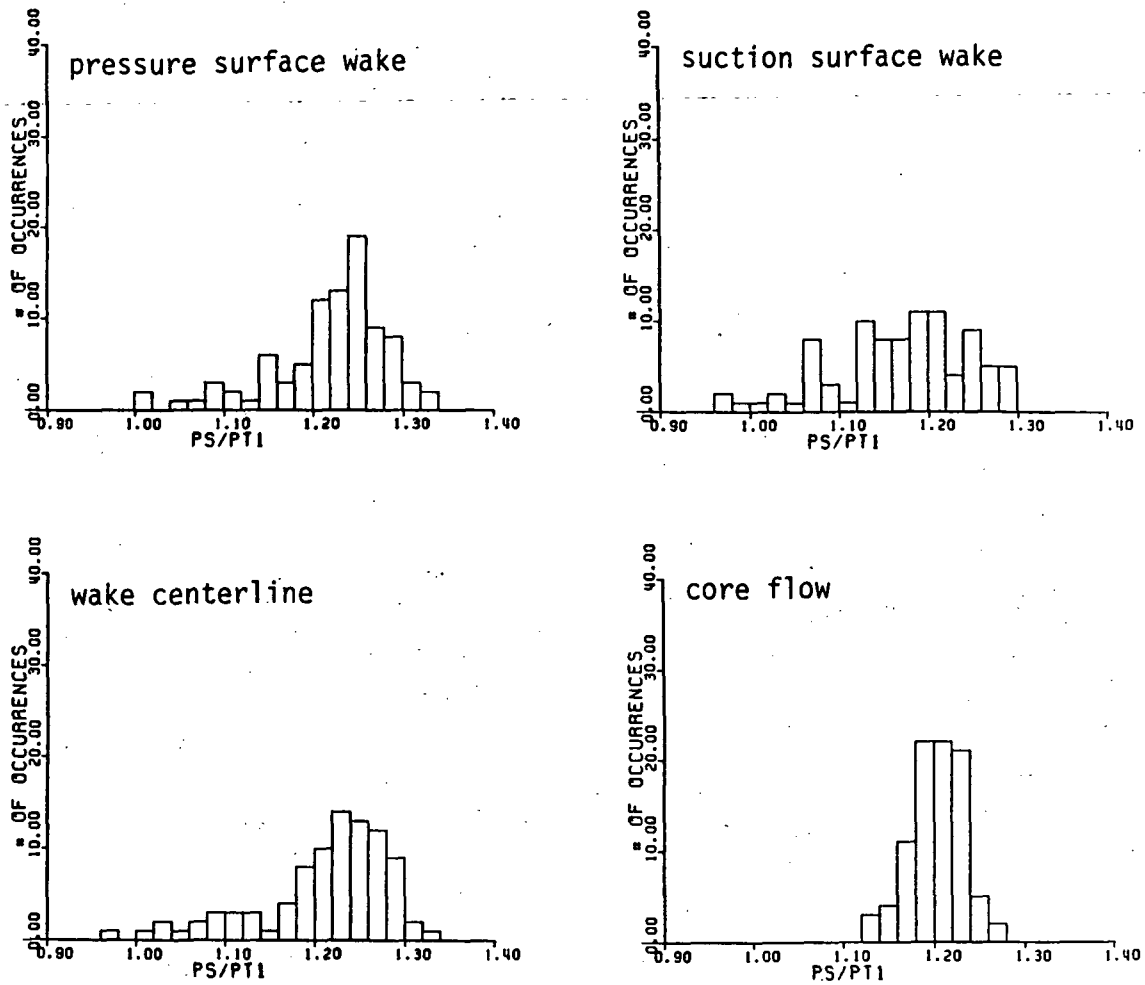 pressure surface wake
# OF OCCURRENCES
0.00 10.00 20.00 30.00 40.00
0.90 1.00 1.10 1.20 1.30 1.40
PS/PT1
suction surface wake
# OF OCCURRENCES
0.00 10.00 20.00 30.00 40.00
0.90 1.00 1.10 1.20 1.30 1.40
PS/PT1
wake centerline
# OF OCCURRENCES
0.00 10.00 20.00 30.00 40.00
0.90 1.00 1.10 1.20 1.30 1.40
PS/PT1
core flow
# OF OCCURRENCES
0.00 10.00 20.00 30.00 40.00
0.90 1.00 1.10 1.20 1.30 1.40
PS/PT1